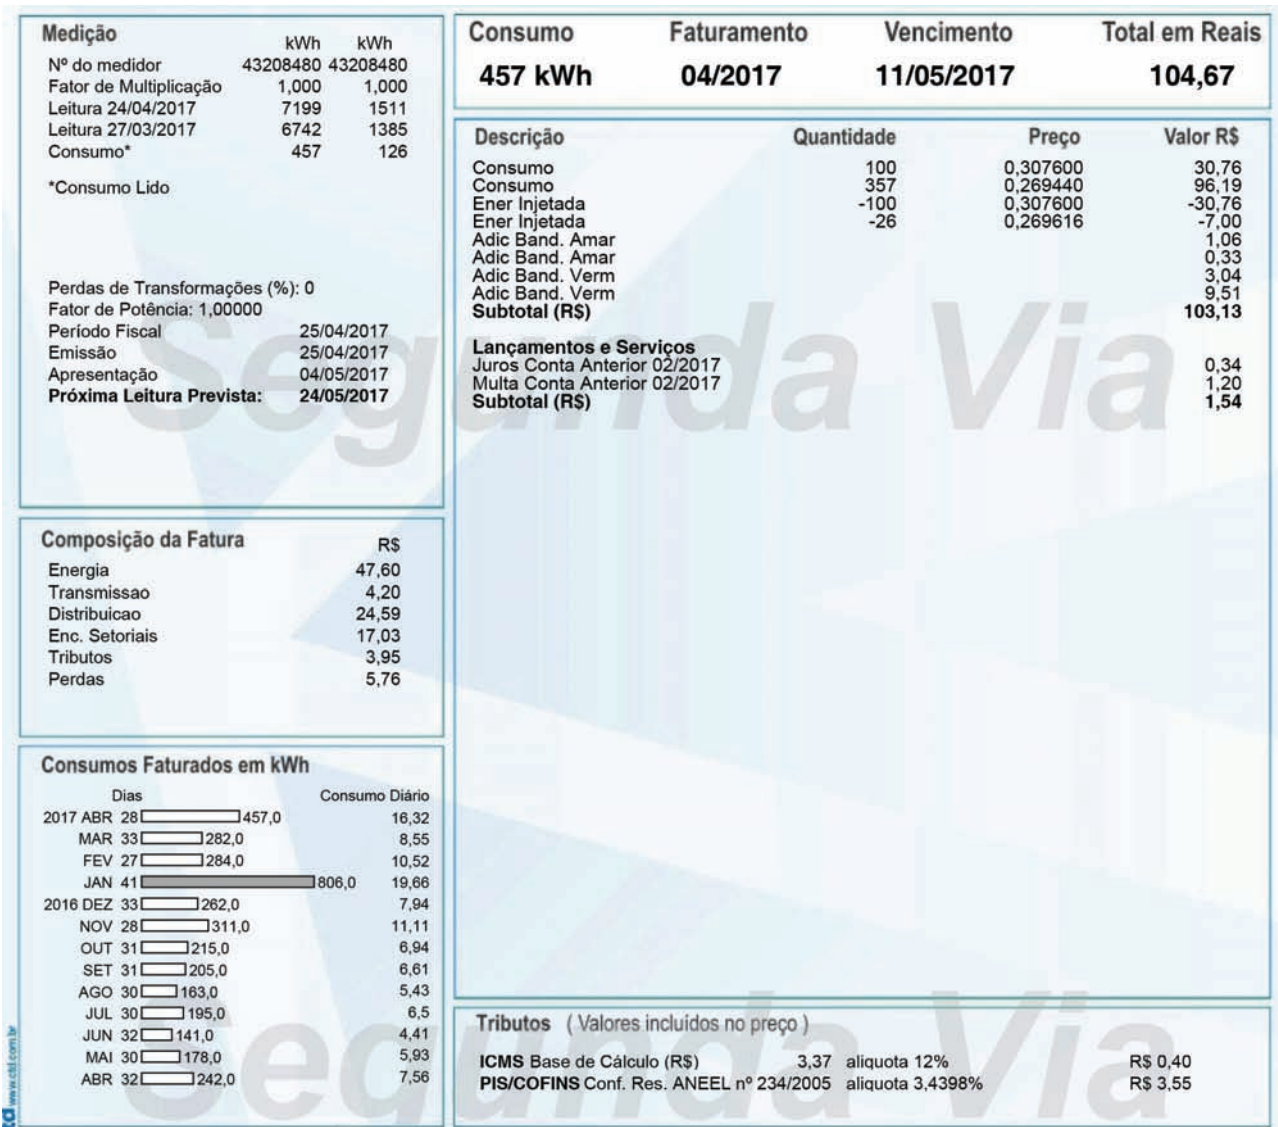 Medição
kWh kWh
Nº do medidor 43208480 43208480
Fator de Multiplicação 1,000 1,000
Leitura 24/04/2017 7199 1511
Leitura 27/03/2017 6742 1385
Consumo* 457 126
*Consumo Lido
Perdas de Transformações (%): 0
Fator de Potência: 1,00000
Período Fiscal 25/04/2017
Emissão 25/04/2017
Apresentação 04/05/2017
Próxima Leitura Prevista: 24/05/2017
Composição da Fatura R$
Energia 47,60
Transmissao 4,20
Distribuicao 24,59
Enc. Setoriais 17,03
Tributos 3,95
Perdas 5,76
Consumos Faturados em kWh
Dias Consumo Diário
2017 ABR 28 457,0 16,32
MAR 33 282,0 8,55
FEV 27 284,0 10,52
JAN 41 806,0 19,66
2016 DEZ 33 262,0 7,94
NOV 28 311,0 11,11
OUT 31 215,0 6,94
SET 31 205,0 6,61
AGO 30 163,0 5,43
JUL 30 195,0 6,5
JUN 32 141,0 4,41
MAI 30 178,0 5,93
ABR 32 242,0 7,56
Consumo Faturamento Vencimento Total em Reais
457 kWh 04/2017 11/05/2017 104,67
Descrição Quantidade Preço Valor R$
Consumo 100 0,307600 30,76
Consumo 357 0,269440 96,19
Ener Injetada -100 0,307600 -30,76
Ener Injetada -26 0,269616 -7,00
Adic Band. Amar 1,06
Adic Band. Amar 0,33
Adic Band. Verm 3,04
Adic Band. Verm 9,51
Subtotal (R$) 103,13
Lançamentos e Serviços
Juros Conta Anterior 02/2017 0,34
Multa Conta Anterior 02/2017 1,20
Subtotal (R$) 1,54
Tributos ( Valores incluídos no preço )
ICMS Base de Cálculo (R$) 3,37 aliquota 12% R$ 0,40
PIS/COFINS Conf. Res. ANEEL nº 234/2005 aliquota 3,4398% R$ 3,55
Segunda Via
Segunda Via